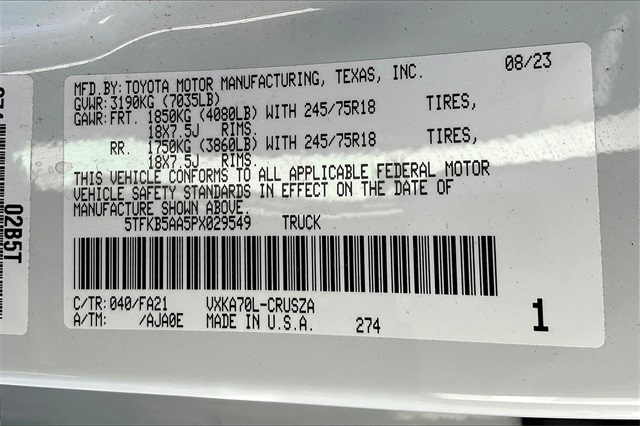 MFD.BY:TOYOTA MOTOR MANUFACTURING, TEXAS, INC. 08/23
GVWR:3190KG (7035LB)
GAWR:FRT. 1850KG (4080LB) WITH 245/75R18 TIRES,
18X7.5J RIMS.
RR. 1750KG (3860LB) WITH 245/75R18 TIRES,
18X7.5J RIMS.
THIS VEHICLE CONFORMS TO ALL APPLICABLE FEDERAL MOTOR
VEHICLE SAFETY STANDARDS IN EFFECT ON THE DATE OF
MANUFACTURE SHOWN ABOVE.
5TFKB5AA5PX029549 TRUCK
C/TR:040/FA21 VXKA70L-CRUSZA
A/TM: /AJA0E MADE IN U.S.A. 274 1
02B5T